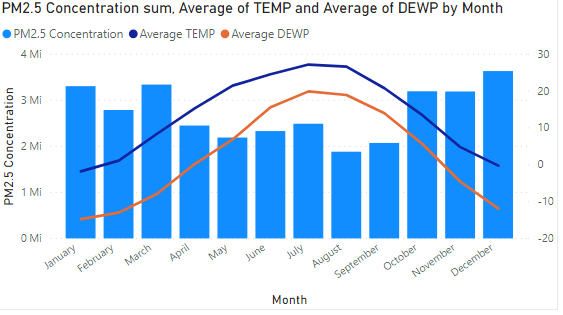 PM2.5 Concentration sum, Average of TEMP and Average of DEWP by Month
PM2.5 Concentration Average TEMP Average DEWP
4 Mi
3 Mi
2 Mi
1 Mi
0 Mi
PM2.5 Concentration
30
20
10
0
-10
-20
January
February
March
April
May
June
July
August
September
October
November
December
Month